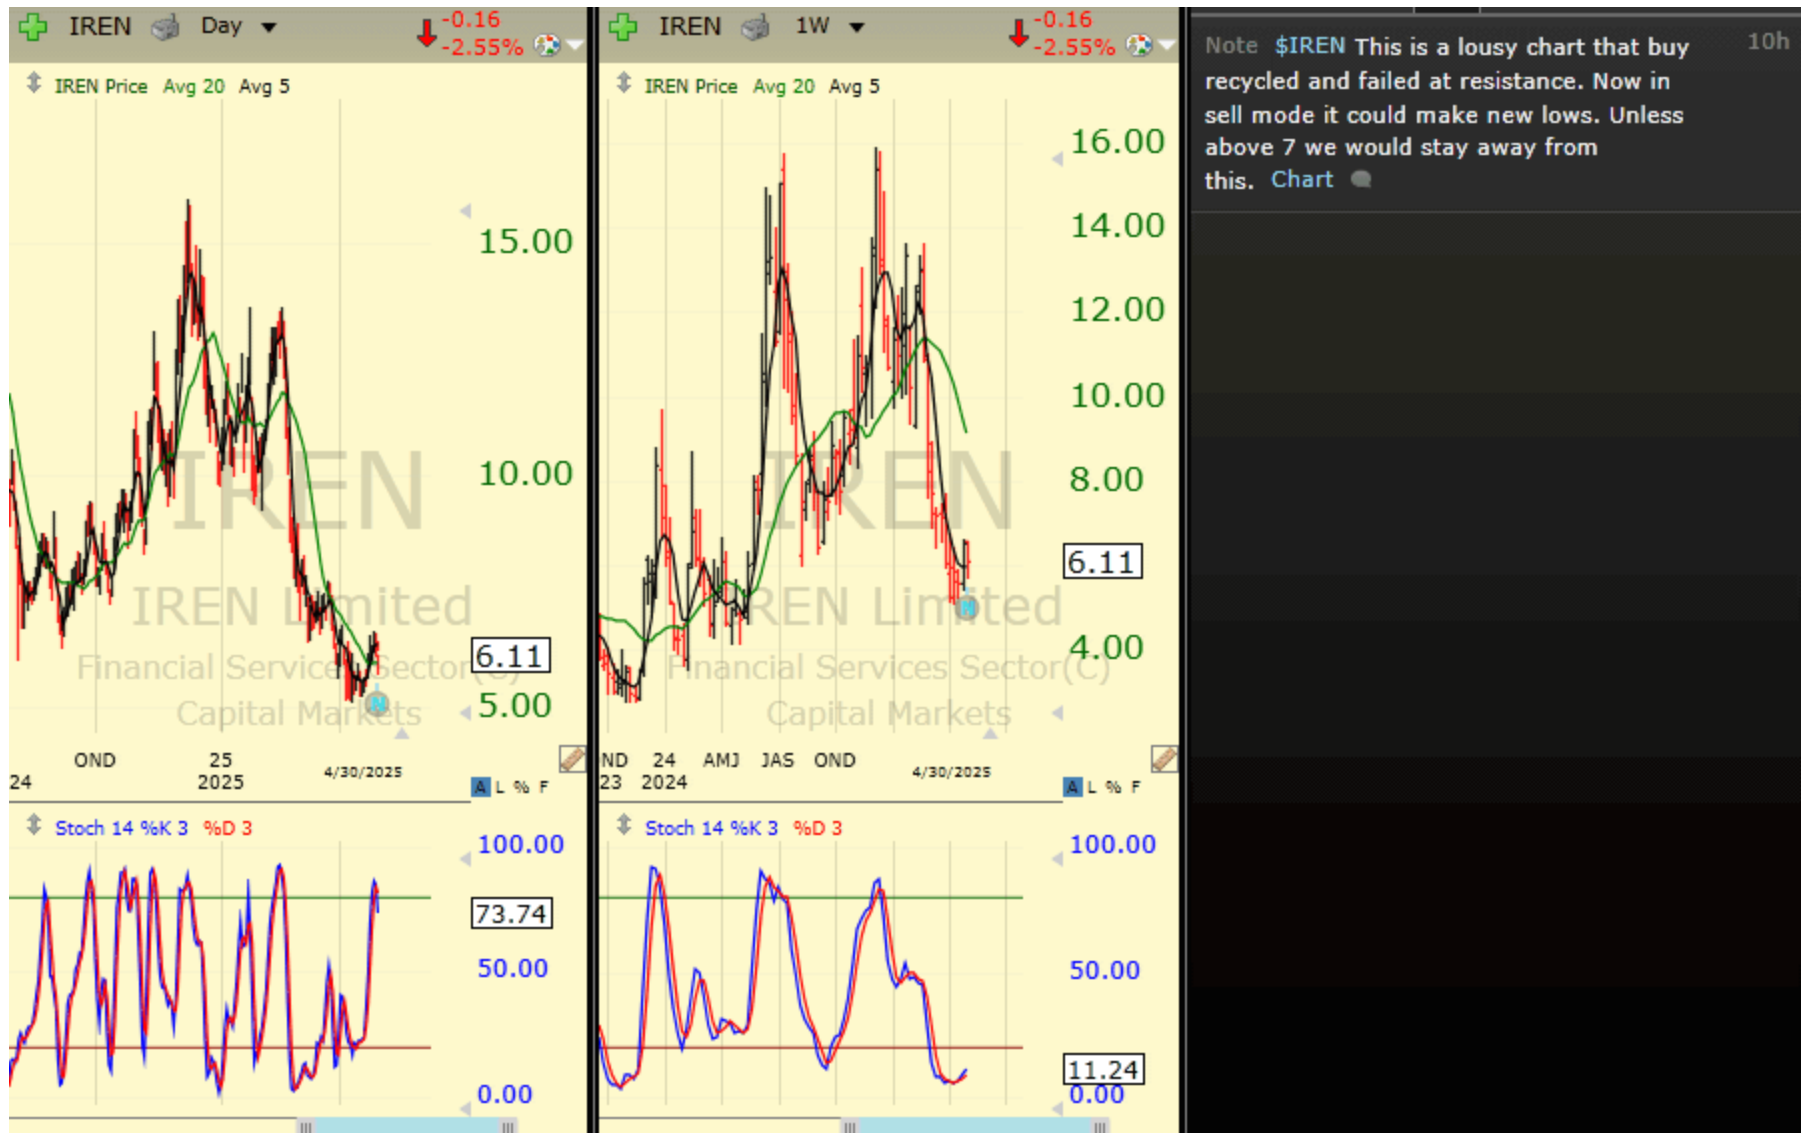 IREN Day
-0.16
-2.55%
IREN Price Avg 20 Avg 5
15.00
10.00
6.11
5.00
IREN
IREN Limited
Financial Services Sector(C)
Capital Markets
OND 25
24 2025
4/30/2025
A L % F
Stoch 14 %K 3 %D 3
100.00
73.74
50.00
0.00
IREN 1W
-0.16
-2.55%
IREN Price Avg 20 Avg 5
16.00
14.00
12.00
10.00
8.00
6.11
4.00
IREN
IREN Limited
Financial Services Sector(C)
Capital Markets
N
ND 24 AMJ JAS OND
23 2024
4/30/2025
A L % F
Stoch 14 %K 3 %D 3
100.00
50.00
11.24
0.00
Note $IREN This is a lousy chart that buy 10h
recycled and failed at resistance. Now in
sell mode it could make new lows. Unless
above 7 we would stay away from
this. Chart